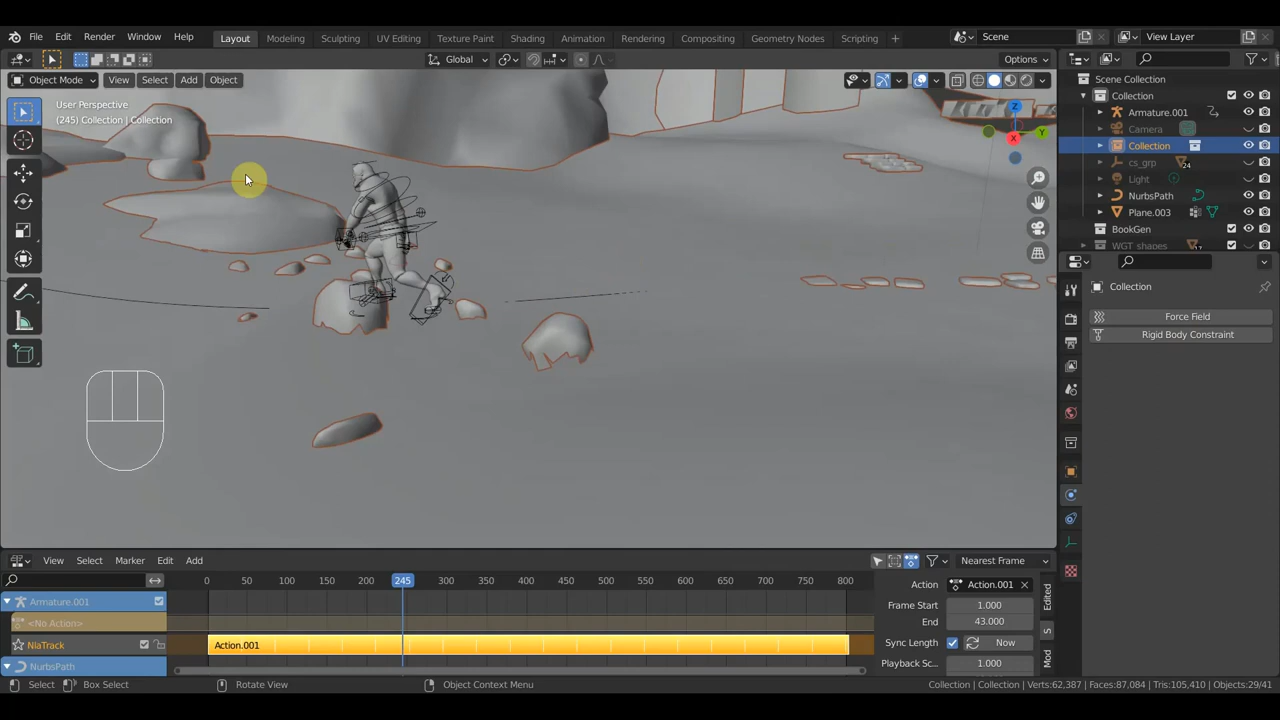 File Edit Render Window Help Layout Modeling Sculpting UV Editing Texture Paint Shading Animation Rendering Compositing Geometry Nodes Scripting + Scene View Layer
Global Options
Object Mode View Select Add Object
User Perspective
(245) Collection | Collection
Z
Y
X
Scene Collection
Collection
Armature.001
Camera
Collection
cs_grp 24
Light
NurbsPath
Plane.003
BookGen
WGT_shapes
Collection
Force Field
Rigid Body Constraint
View Select Marker Edit Add Nearest Frame
0 50 100 150 200 245 300 350 400 450 500 550 600 650 700 750 800
Armature.001
<No Action>
NlaTrack Action.001
NurbsPath
Action Action.001
Frame Start 1.000
End 43.000
Sync Length Now
Playback Sc... 1.000
Edited
S
Mod
Select Box Select Rotate View Object Context Menu Collection | Collection | Verts:62,387 | Faces:87,084 | Tris:105,410 | Objects:29/41